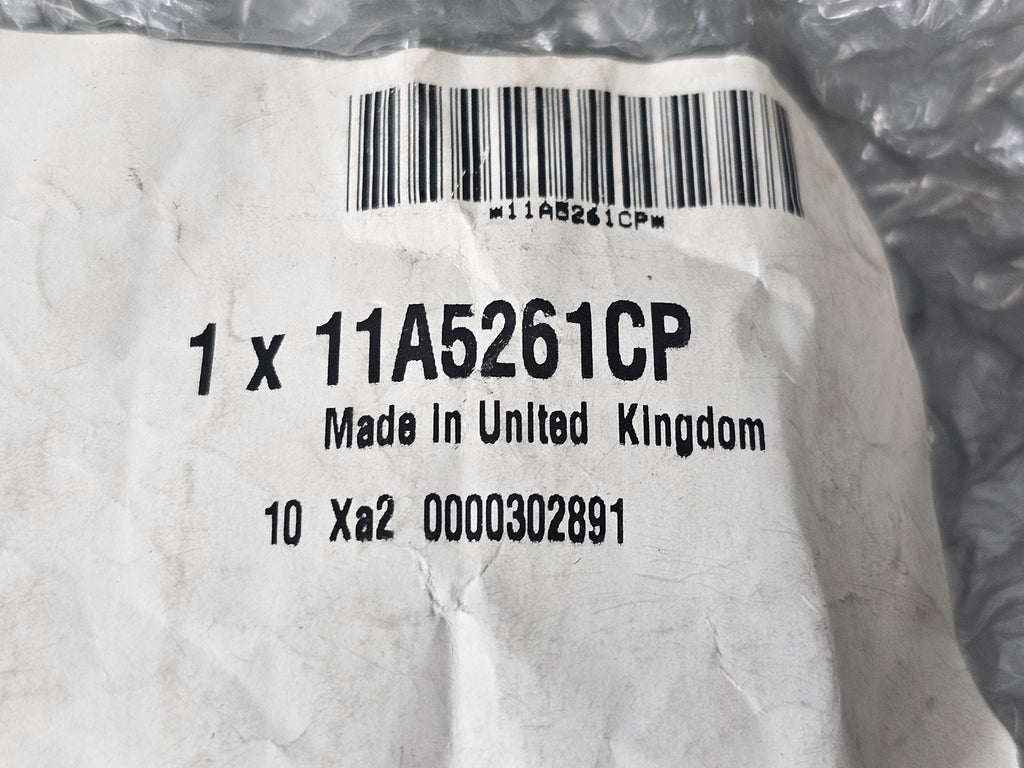 *11A5261CP*
1 x 11A5261CP
Made in United Kingdom
10 Xa2 0000302891